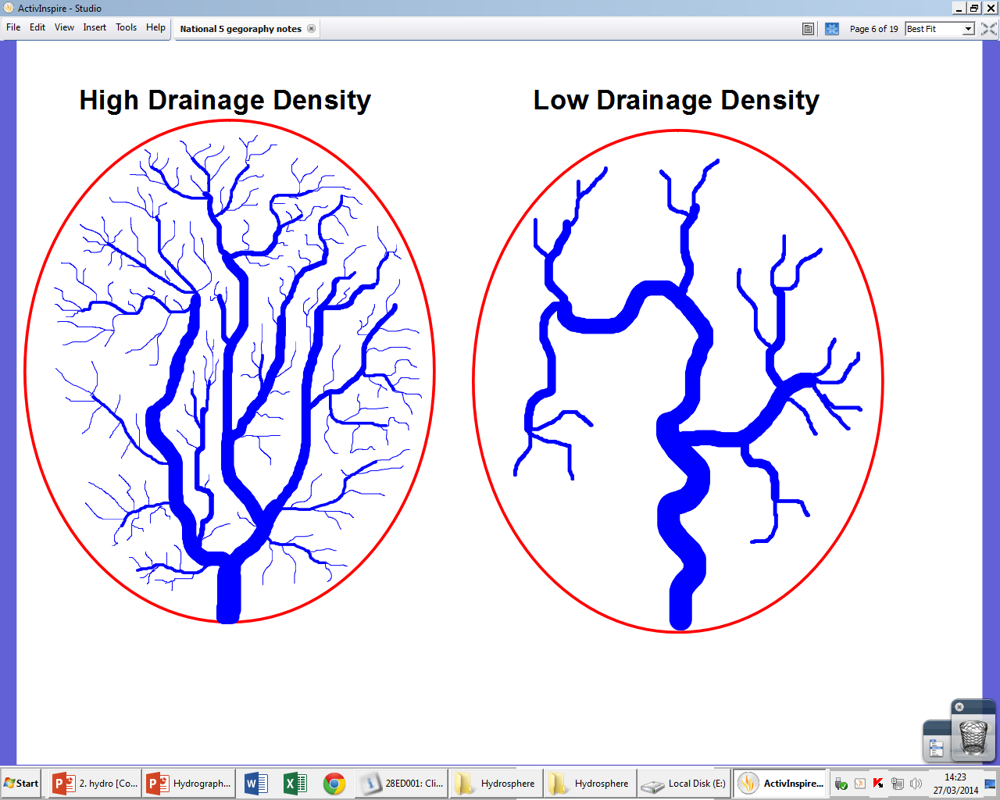 ActivInspire - Studio
File Edit View Insert Tools Help
National 5 gegoraphy notes
Page 6 of 19
Best Fit
High Drainage Density
Low Drainage Density
Start
2. hydro [Co...
Hydrograph...
28ED001: Cli...
Hydrosphere
Hydrosphere
Local Disk (E:)
ActivInspire...
14:23
27/03/2014